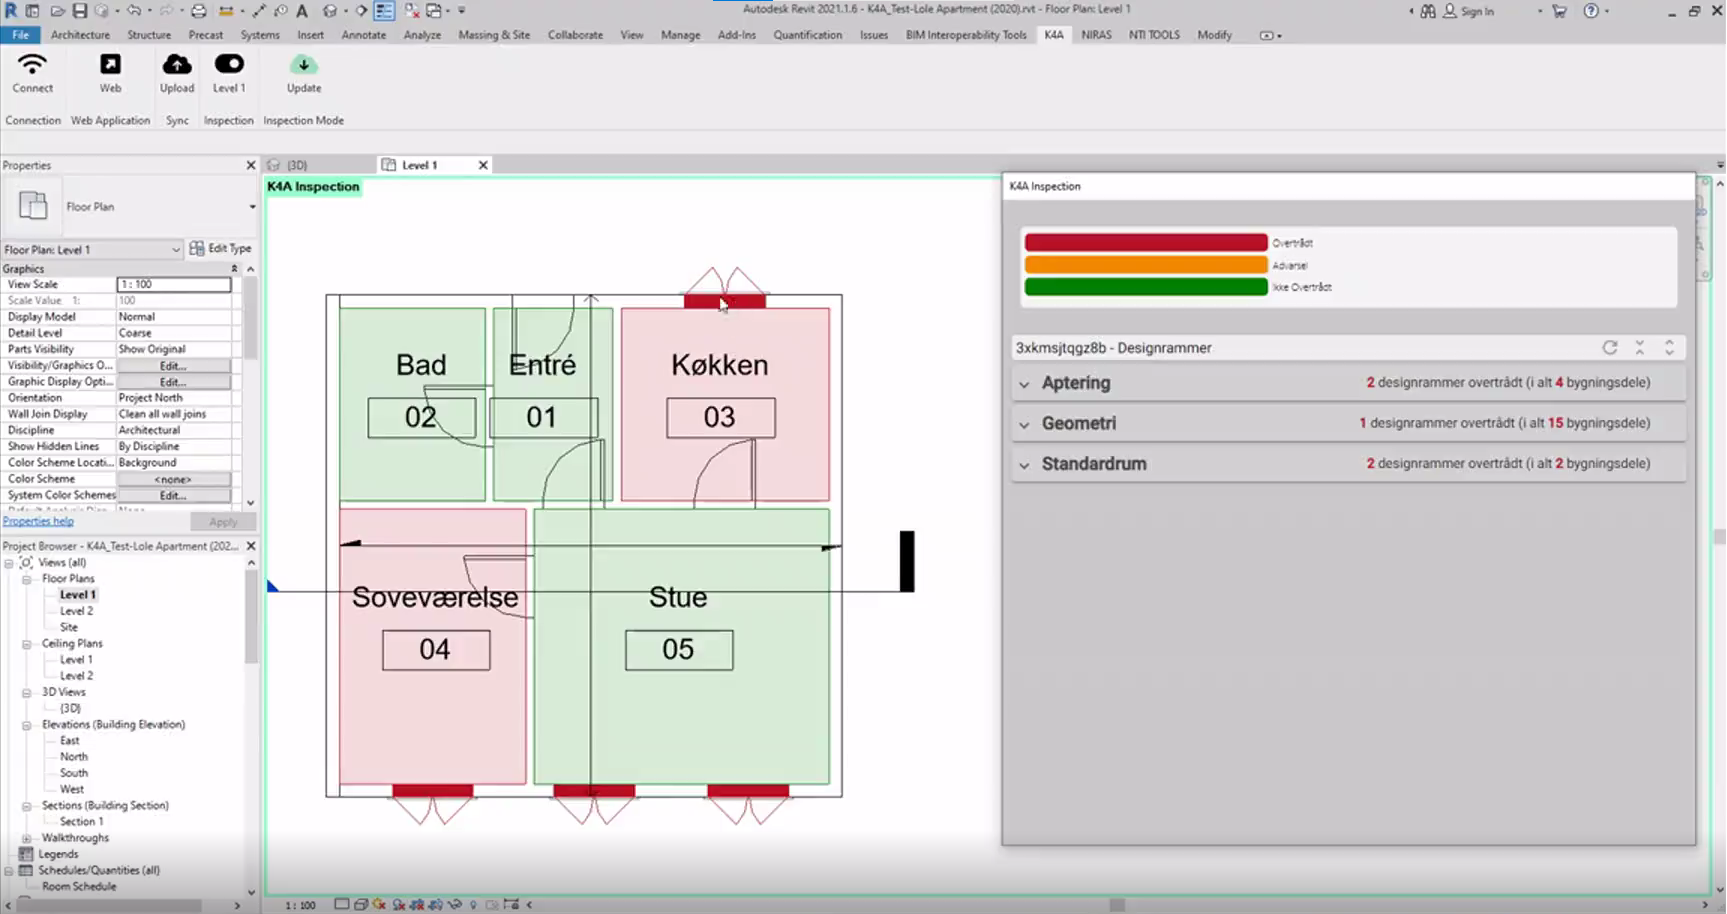 Autodesk Revit 2021.1.6 - K4A_Test-Lole Apartment (2020).rvt - Floor Plan: Level 1
Sign In
File Architecture Structure Precast Systems Insert Annotate Analyze Massing & Site Collaborate View Manage Add-Ins Quantification Issues BIM Interoperability Tools K4A NIRAS NTI TOOLS Modify
Connect Web Upload Level 1 Update
Connection Web Application Sync Inspection Inspection Mode
Properties
Floor Plan
Floor Plan: Level 1 Edit Type
Graphics
View Scale 1 : 100
Scale Value 1: 100
Display Model Normal
Detail Level Coarse
Parts Visibility Show Original
Visibility/Graphics O... Edit...
Graphic Display Opti... Edit...
Orientation Project North
Wall Join Display Clean all wall joins
Discipline Architectural
Show Hidden Lines By Discipline
Color Scheme Locati... Background
Color Scheme <none>
System Color Schemes Edit...
Properties help Apply
Project Browser - K4A_Test-Lole Apartment (202...
Views (all)
Floor Plans
Level 1
Level 2
Site
Ceiling Plans
Level 1
Level 2
3D Views
{3D}
Elevations (Building Elevation)
East
North
South
West
Sections (Building Section)
Section 1
Walkthroughs
Legends
Schedules/Quantities (all)
Room Schedule
{3D} Level 1
K4A Inspection
Bad
02
Entré
01
Køkken
03
Soveværelse
04
Stue
05
1 : 100
K4A Inspection
Overtrådt
Advarsel
Ikke Overtrådt
3xkmsjtqgz8b - Designrammer
Aptering 2 designrammer overtrådt (i alt 4 bygningsdele)
Geometri 1 designrammer overtrådt (i alt 15 bygningsdele)
Standardrum 2 designrammer overtrådt (i alt 2 bygningsdele)